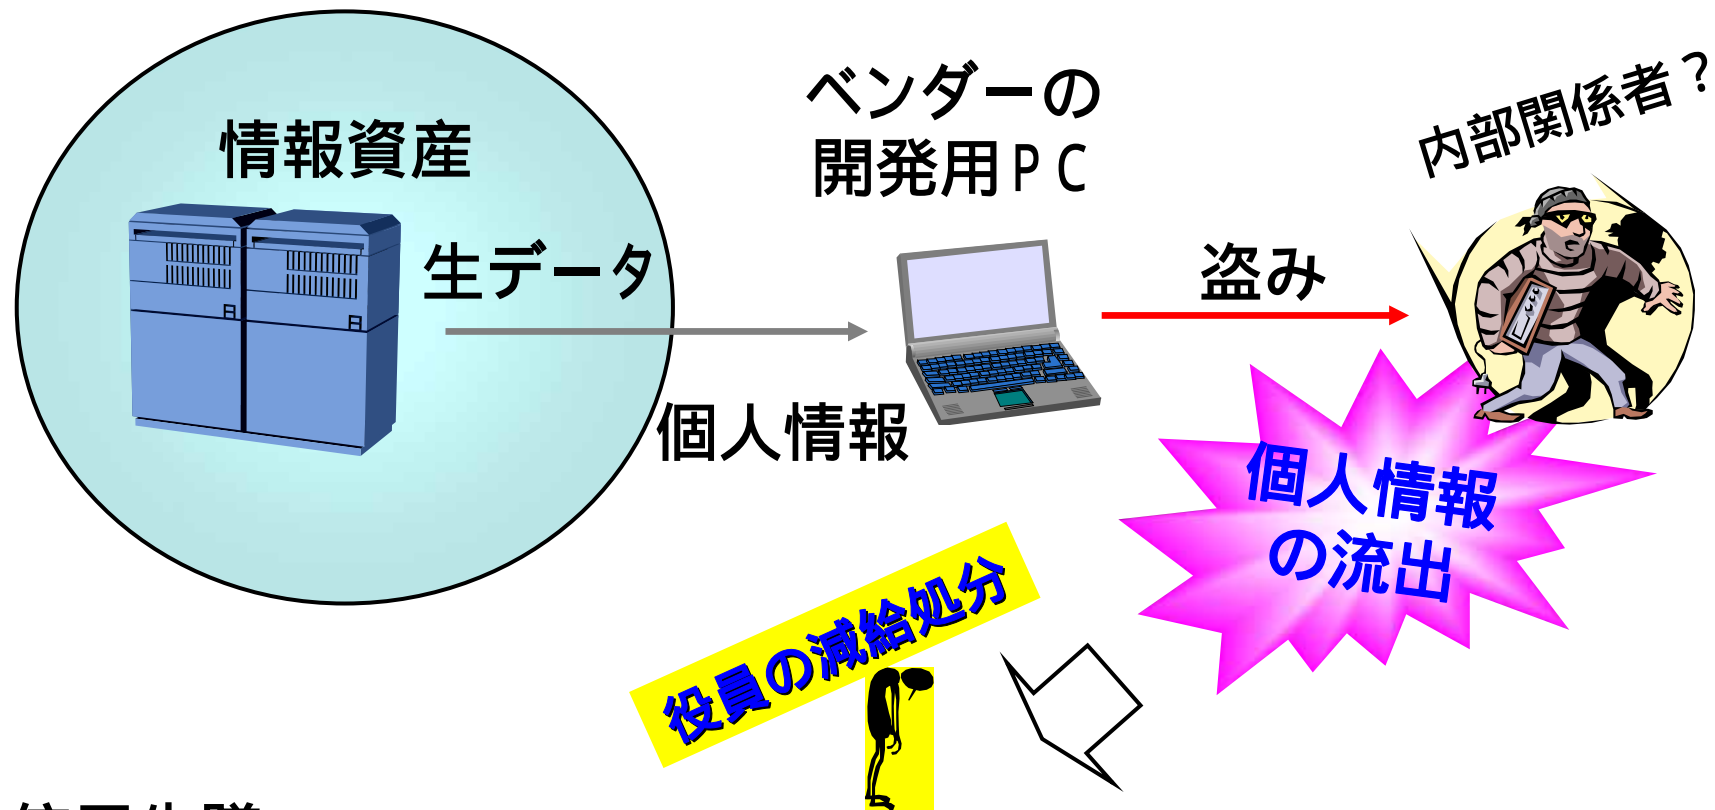 情報資産
生データ
個人情報
ベンダーの
開発用ＰＣ
盗み
内部関係者？
個人情報
の流出
役員の減給処分